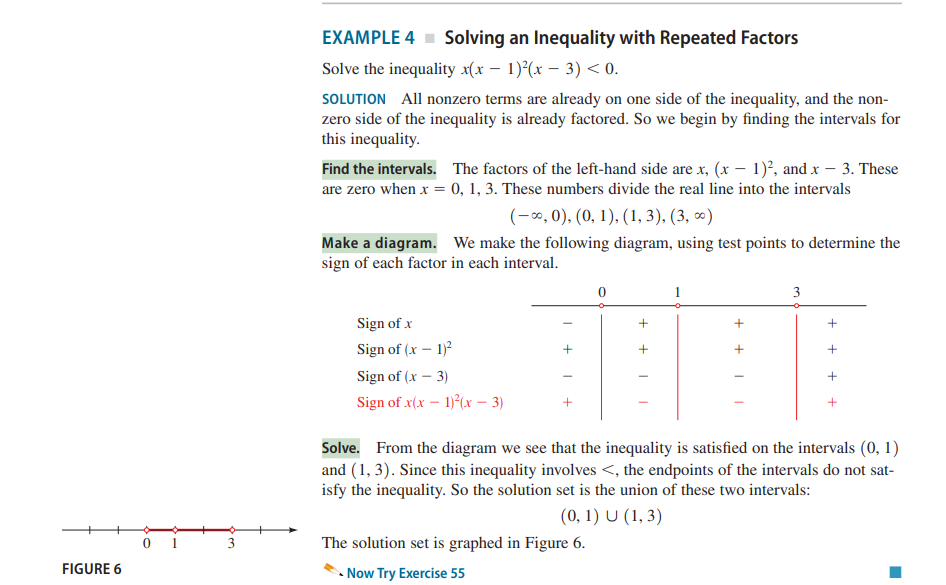 EXAMPLE 4 ■ Solving an Inequality with Repeated Factors
Solve the inequality x(x − 1)²(x − 3) < 0.
SOLUTION All nonzero terms are already on one side of the inequality, and the non-
zero side of the inequality is already factored. So we begin by finding the intervals for
this inequality.
Find the intervals. The factors of the left-hand side are x, (x − 1)², and x − 3. These
are zero when x = 0, 1, 3. These numbers divide the real line into the intervals
(−∞, 0), (0, 1), (1, 3), (3, ∞)
Make a diagram. We make the following diagram, using test points to determine the
sign of each factor in each interval.
0 1 3
Sign of x − + + +
Sign of (x − 1)² + + + +
Sign of (x − 3) − − − +
Sign of x(x − 1)²(x − 3) + − − +
Solve. From the diagram we see that the inequality is satisfied on the intervals (0, 1)
and (1, 3). Since this inequality involves <, the endpoints of the intervals do not sat-
isfy the inequality. So the solution set is the union of these two intervals:
(0, 1) ∪ (1, 3)
0 1 3
The solution set is graphed in Figure 6.
FIGURE 6
Now Try Exercise 55